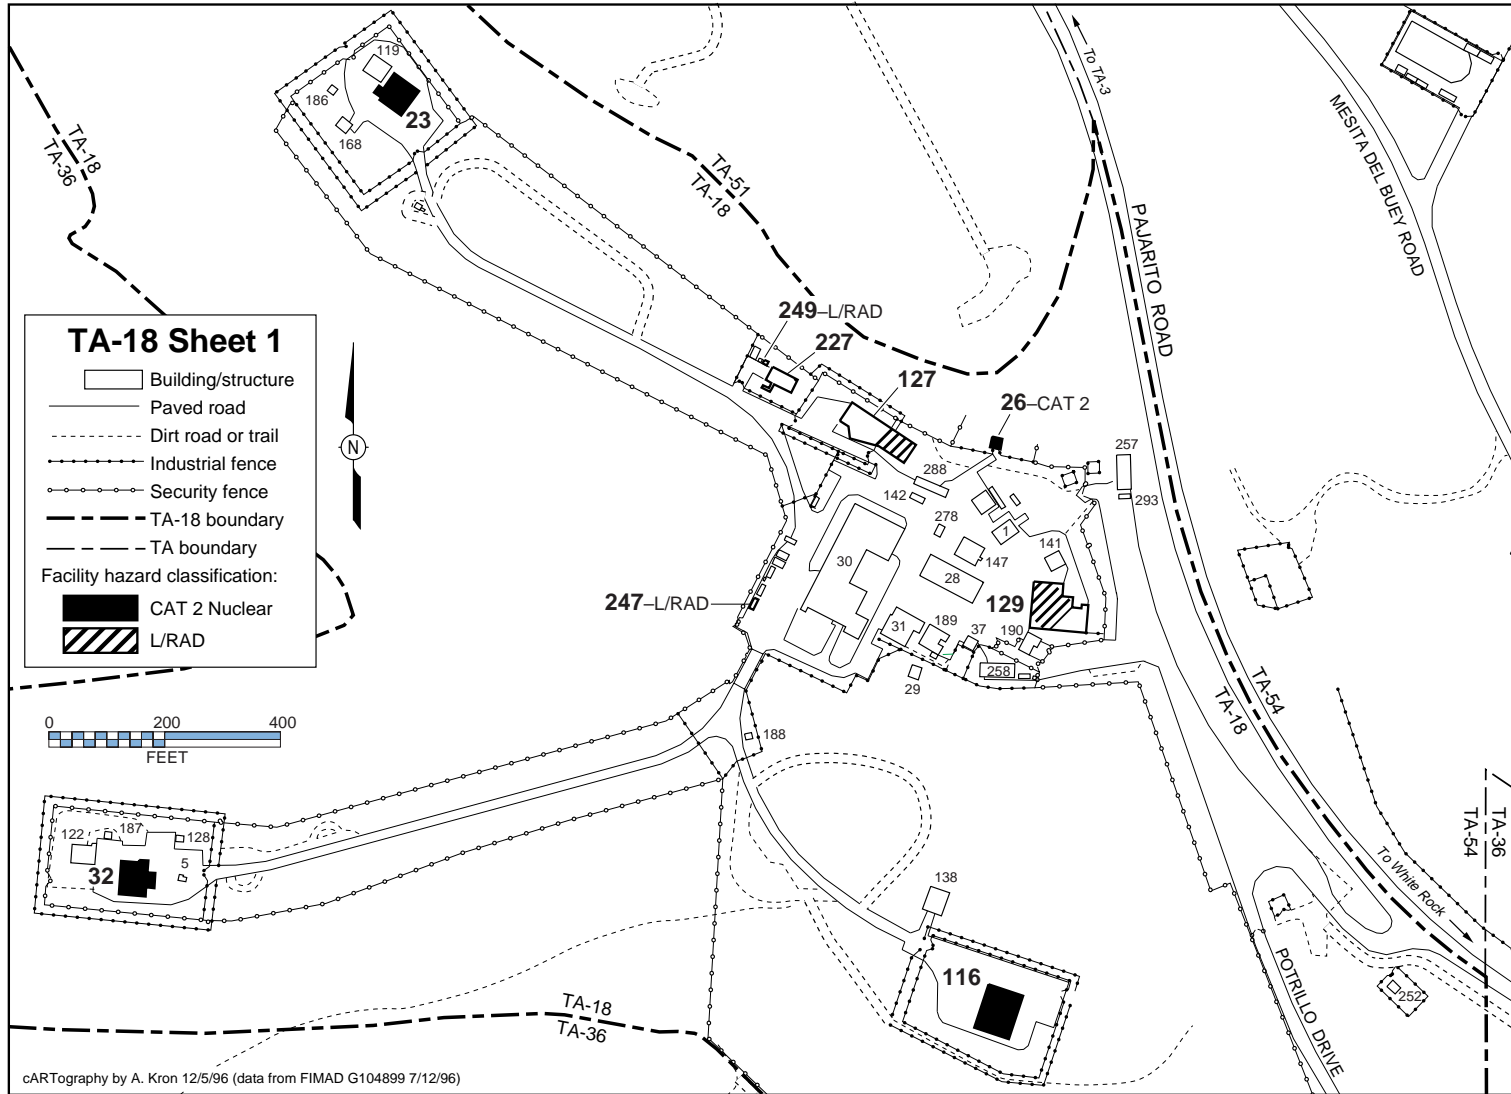 119
186
23
168
TA-18
TA-36
To TA-3
MESITA DEL BUEY ROAD
TA-51
TA-18
PAJARITO ROAD
TA-18 Sheet 1
Building/structure
Paved road
Dirt road or trail
Industrial fence
Security fence
TA-18 boundary
TA boundary
Facility hazard classification:
CAT 2 Nuclear
L/RAD
N
249–L/RAD
227
127
26–CAT 2
257
288
142
293
278
1
141
147
30
28
247–L/RAD
129
31
189
37
190
258
29
TA-54
TA-18
0 200 400
FEET
188
TA-36
TA-54
122
187
128
5
32
To White Rock
138
116
POTRILLO DRIVE
252
TA-18
TA-36
cARTography by A. Kron 12/5/96 (data from FIMAD G104899 7/12/96)